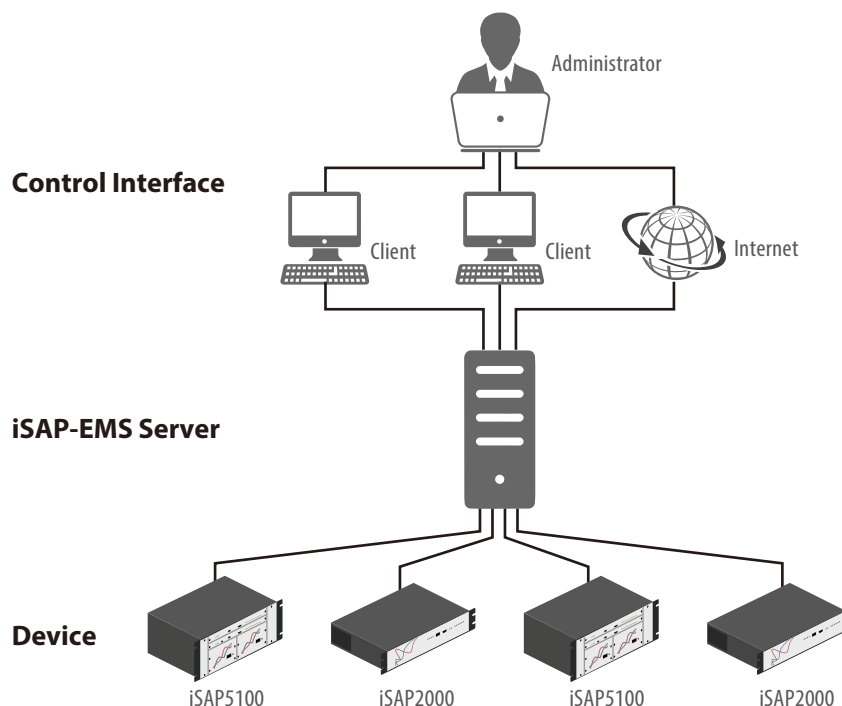 Administrator
Control Interface
Client
Client
Internet
iSAP-EMS Server
Device
iSAP5100
iSAP2000
iSAP5100
iSAP2000